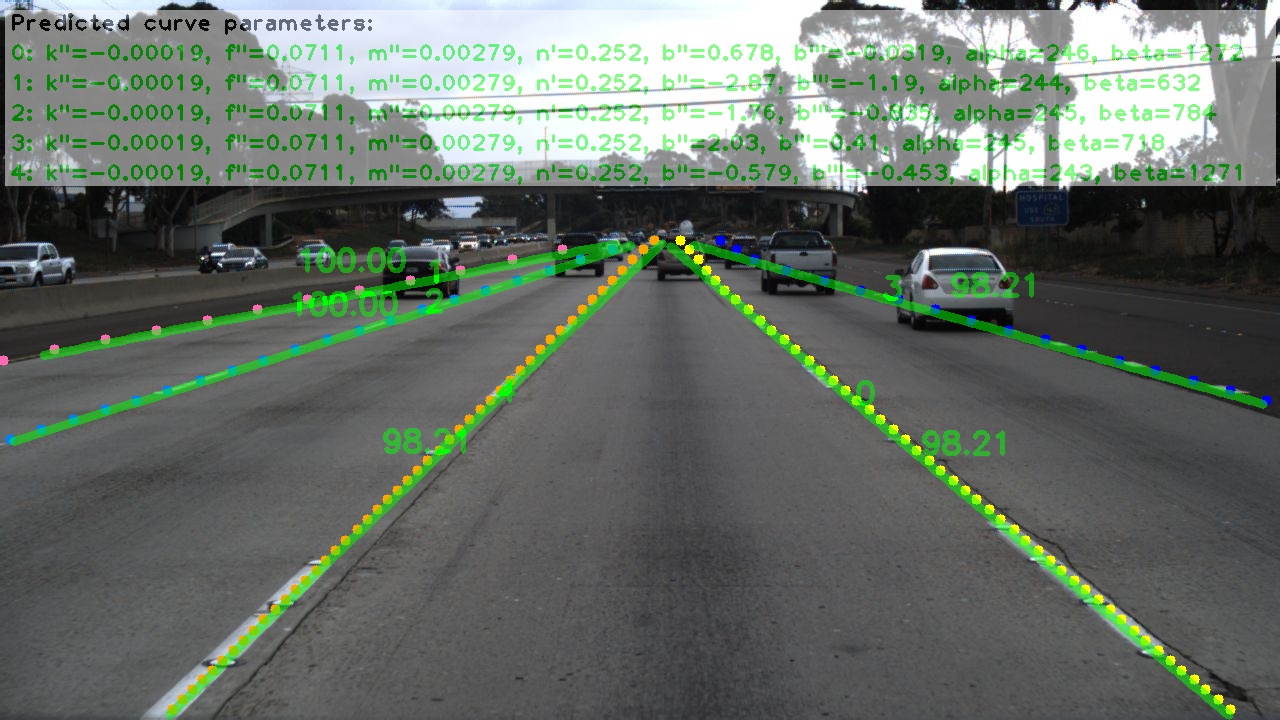 Predicted curve parameters:
0: k''=-0.00019, f''=0.0711, m''=0.00279, n'=0.252, b''=0.678, b'''=-0.0319, alpha=246, beta=1272
1: k''=-0.00019, f''=0.0711, m''=0.00279, n'=0.252, b''=-2.87, b'''=-1.19, alpha=244, beta=632
2: k''=-0.00019, f''=0.0711, m''=0.00279, n'=0.252, b''=-1.76, b'''=-0.835, alpha=245, beta=784
3: k''=-0.00019, f''=0.0711, m''=0.00279, n'=0.252, b''=2.03, b'''=0.41, alpha=245, beta=718
4: k''=-0.00019, f''=0.0711, m''=0.00279, n'=0.252, b''=-0.579, b'''=-0.453, alpha=243, beta=1271
HOSPITAL
USE
SOUTH
100.00 1
3 98.21
100.00 2
4
0
98.21
98.21